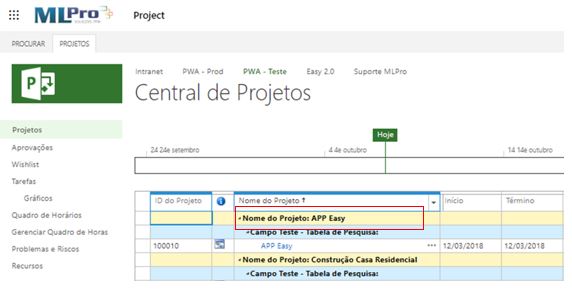 MLPro
Project
PROCURAR PROJETOS
Intranet PWA - Prod PWA - Teste Easy 2.0 Suporte MLPro
Central de Projetos
Projetos
Aprovações
Wishlist
Tarefas
Gráficos
Quadro de Horários
Gerenciar Quadro de Horas
Problemas e Riscos
Recursos
Hoje
24 24e setembro 4 4e outubro 14 14e outubro
ID do Projeto Nome do Projeto ↑ Início Término
Nome do Projeto: APP Easy
Campo Teste - Tabela de Pesquisa:
100010 APP Easy ... 12/03/2018 12/03/2018
Nome do Projeto: Construção Casa Residencial
Campo Teste - Tabela de Pesquisa: